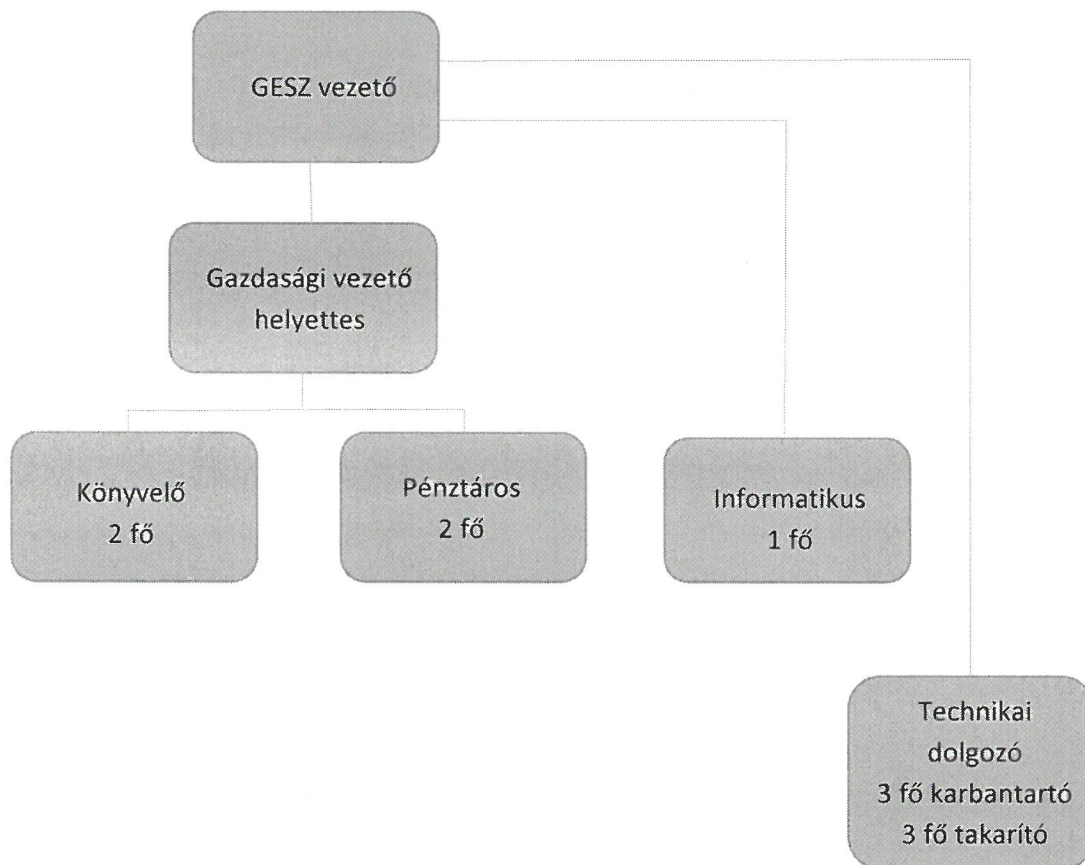 GESZ vezető
Gazdasági vezető
helyettes
Könyvelő
2 fő
Pénztáros
2 fő
Informatikus
1 fő
Technikai
dolgozó
3 fő karbantartó
3 fő takarító